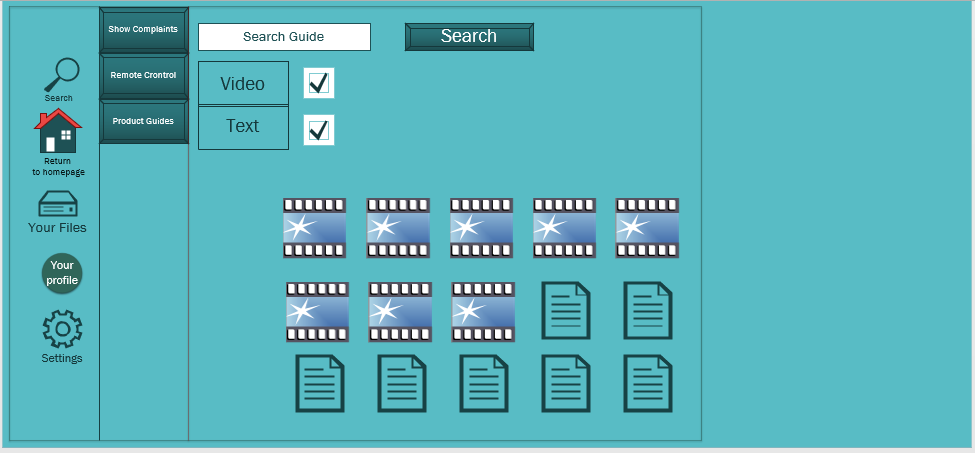 Show Complaints
Search Guide
Search
Remote Crontrol
Video
Search
Product Guides
Text
Return
to homepage
Your Files
Your
profile
Settings